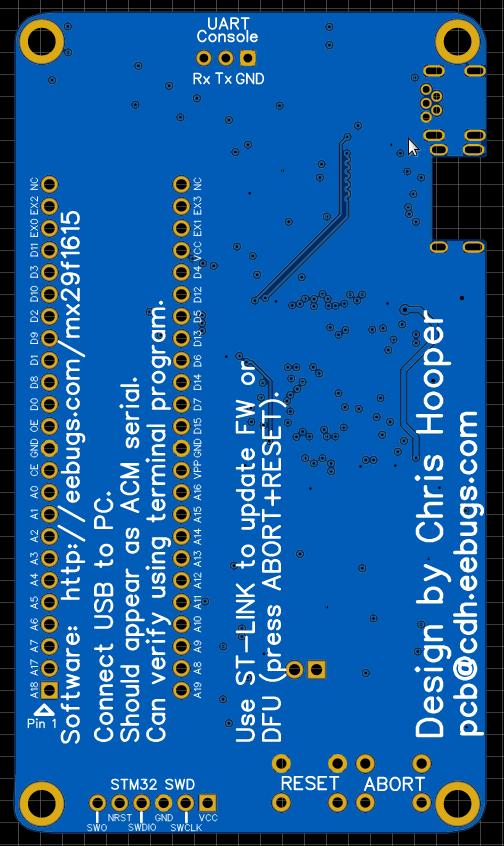 UART
Console
Rx Tx GND
NC
EX2
EX0
D11
D3
D10
D2
D9
D1
D8
D0
OE
GND
CE
A0
A1
A2
A3
A4
A5
A6
A7
A17
A18
Pin 1
NC
EX3
EX1
VCC
D4
D12
D5
D13
D6
D14
D7
D15
GND
VPP
A16
A15
A14
A13
A12
A11
A10
A9
A8
A19
Software: http://eebugs.com/mx29f1615
Connect USB to PC.
Should appear as ACM serial.
Can verify using terminal program.
Use ST-LINK to update FW or
DFU (press ABORT+RESET).
Design by Chris Hooper
pcb@cdh.eebugs.com
STM32 SWD
SWO
NRST
SWDIO
GND
SWCLK
VCC
RESET
ABORT